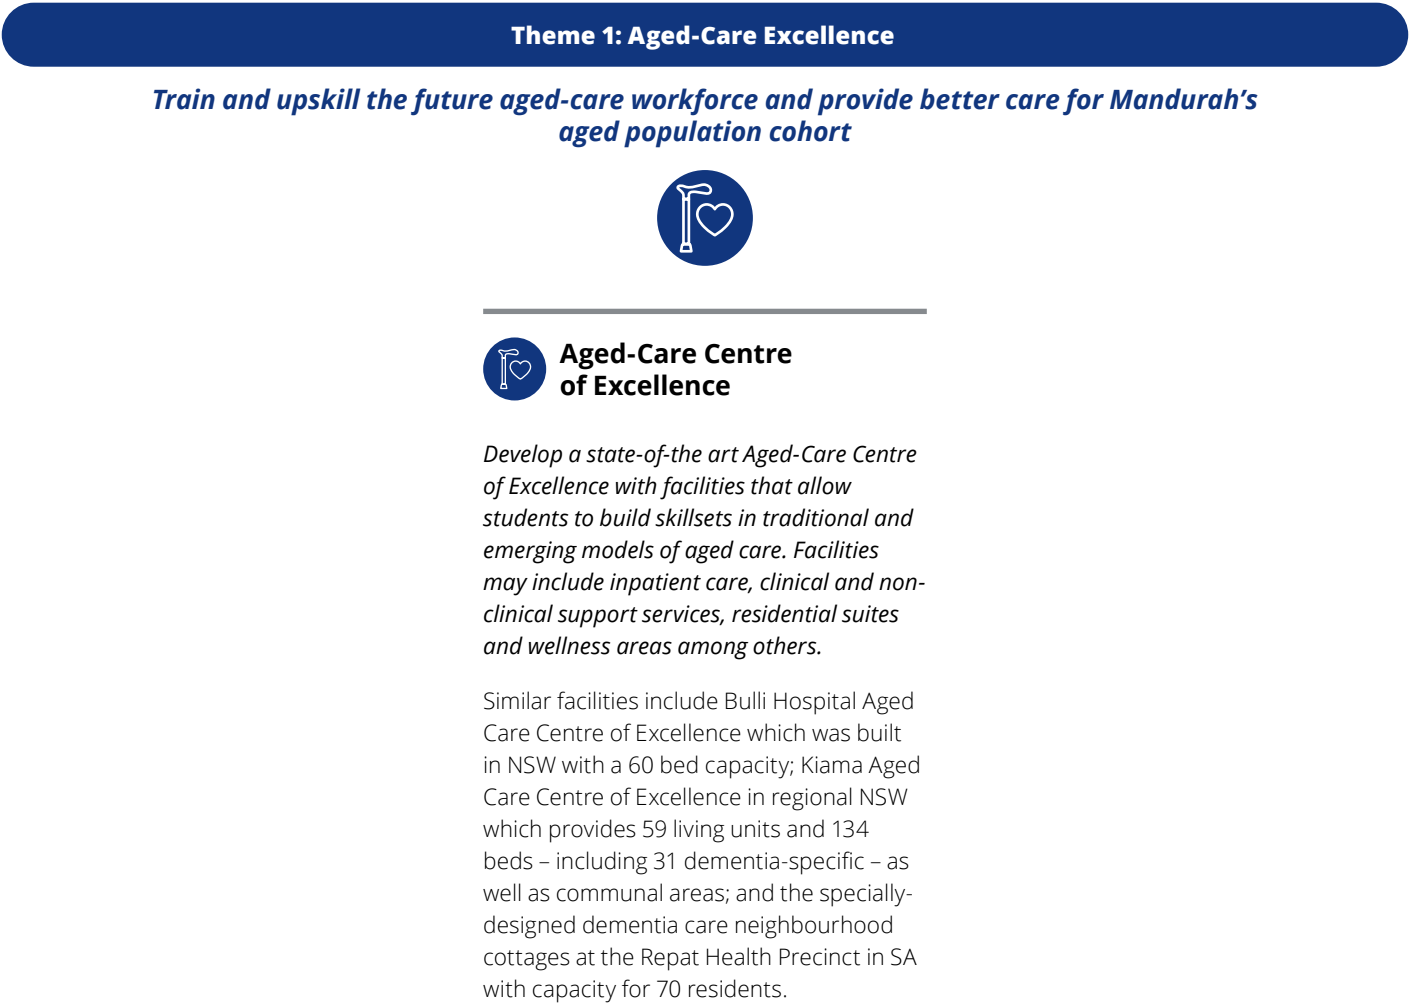 Theme 1: Aged-Care Excellence
Train and upskill the future aged-care workforce and provide better care for Mandurah’s
aged population cohort
Aged-Care Centre
of Excellence
Develop a state-of-the art Aged-Care Centre
of Excellence with facilities that allow
students to build skillsets in traditional and
emerging models of aged care. Facilities
may include inpatient care, clinical and non-
clinical support services, residential suites
and wellness areas among others.
Similar facilities include Bulli Hospital Aged
Care Centre of Excellence which was built
in NSW with a 60 bed capacity; Kiama Aged
Care Centre of Excellence in regional NSW
which provides 59 living units and 134
beds – including 31 dementia-specific – as
well as communal areas; and the specially-
designed dementia care neighbourhood
cottages at the Repat Health Precinct in SA
with capacity for 70 residents.